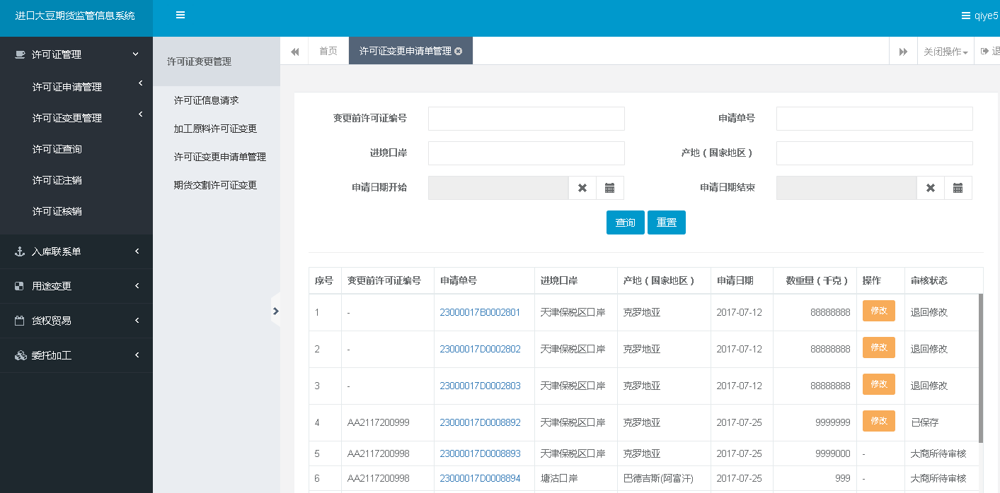 进口大豆期货监管信息系统
qiye5
许可证管理
许可证申请管理
许可证变更管理
许可证查询
许可证注销
许可证核销
入库联系单
用途变更
货权贸易
委托加工
许可证变更管理
许可证信息请求
加工原料许可证变更
许可证变更申请单管理
期货交割许可证变更
首页 许可证变更申请单管理 关闭操作 退
变更前许可证编号 申请单号
进境口岸 产地（国家地区）
申请日期开始 申请日期结束
查询 重置
序号 变更前许可证编号 申请单号 进境口岸 产地（国家地区） 申请日期 数重量（千克） 操作 审核状态
1 - 23000017B0002801 天津保税区口岸 克罗地亚 2017-07-12 88888888 修改 退回修改
2 - 23000017D0002802 天津保税区口岸 克罗地亚 2017-07-12 88888888 修改 退回修改
3 - 23000017D0002803 天津保税区口岸 克罗地亚 2017-07-12 88888888 修改 退回修改
4 AA2117200999 23000017D0008892 天津保税区口岸 克罗地亚 2017-07-25 9999999 修改 已保存
5 AA2117200998 23000017D0008893 天津保税区口岸 克罗地亚 2017-07-25 9999000 - 大商所待审核
6 AA2117200998 23000017D0008894 塘沽口岸 巴德吉斯(阿富汗) 2017-07-25 999 - 大商所待审核